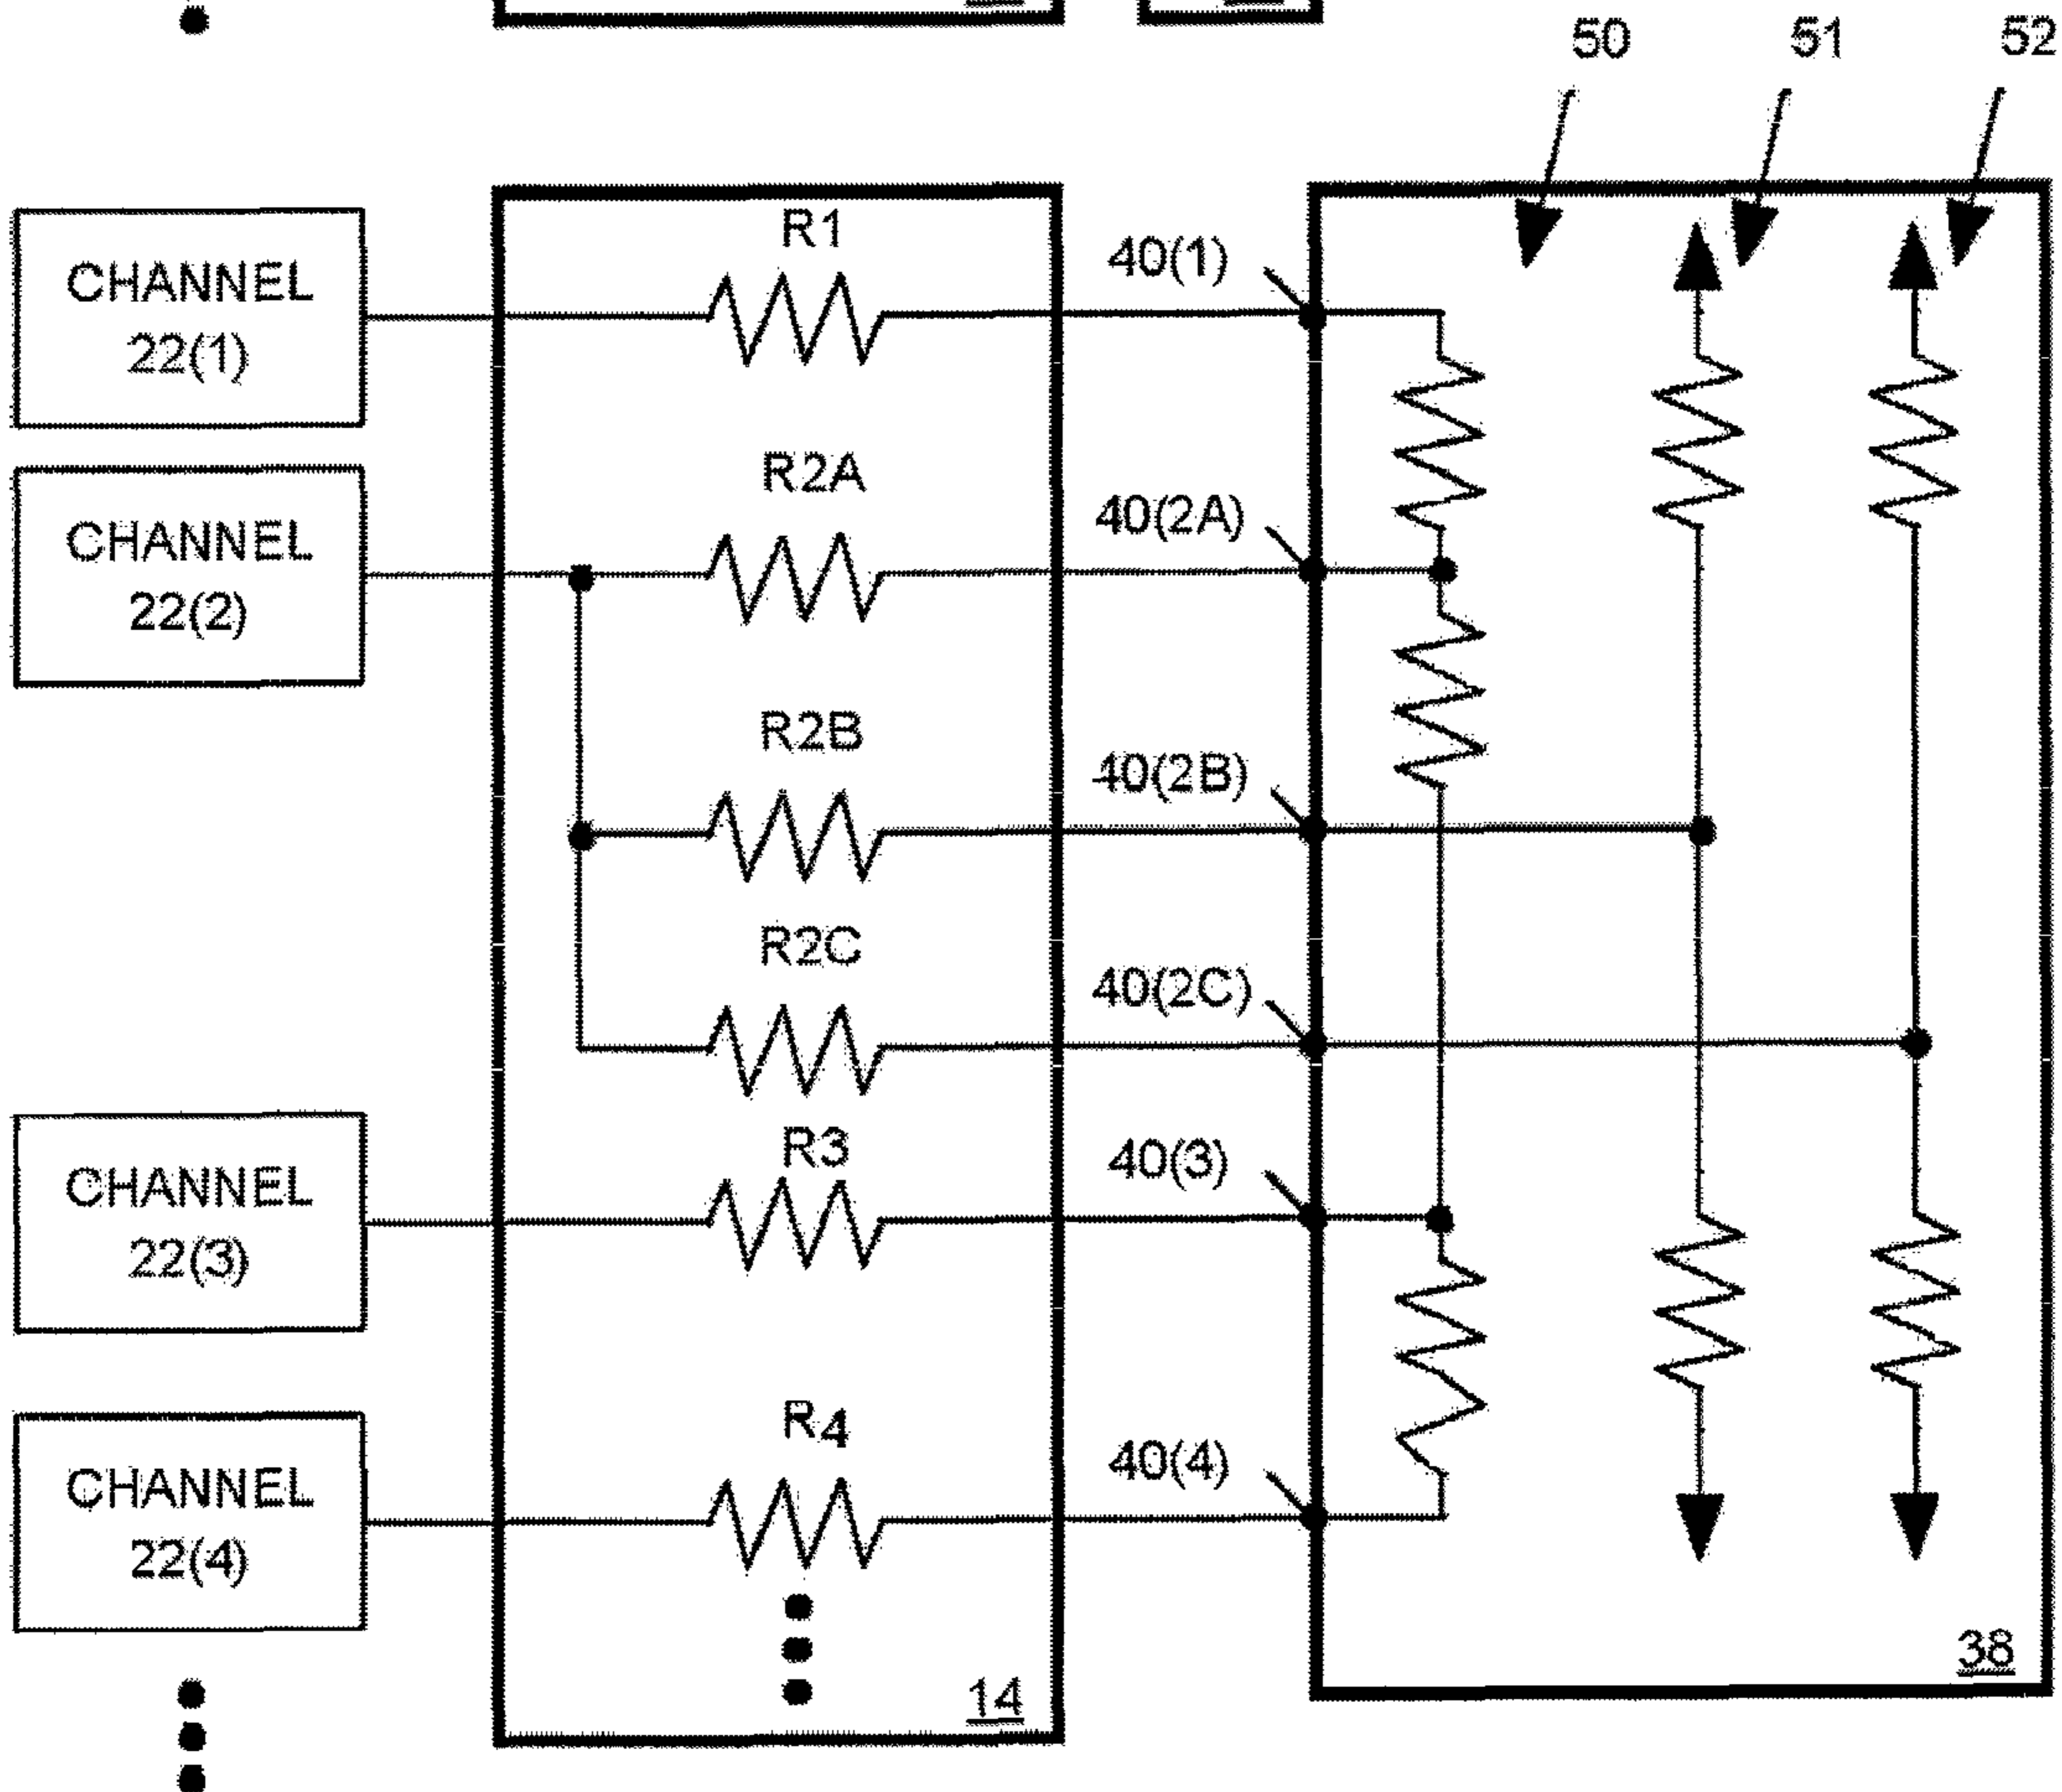 50 51 52
R1
CHANNEL
22(1)
40(1)
R2A
CHANNEL
22(2)
40(2A)
R2B
40(2B)
R2C
40(2C)
R3
CHANNEL
22(3)
40(3)
R4
CHANNEL
22(4)
40(4)
38
14